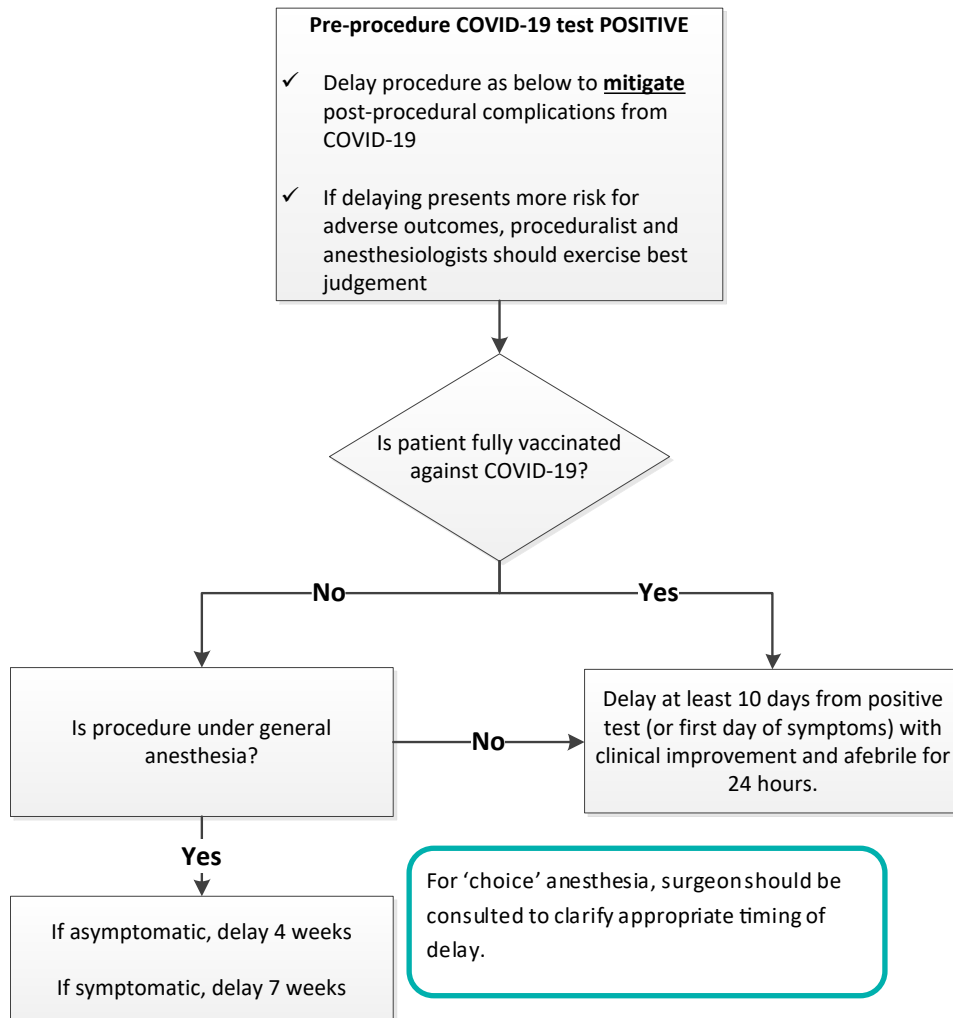 Pre-procedure COVID-19 test POSITIVE
✓ Delay procedure as below to mitigate
post-procedural complications from
COVID-19
✓ If delaying presents more risk for
adverse outcomes, proceduralist and
anesthesiologists should exercise best
judgement
Is patient fully vaccinated
against COVID-19?
No
Yes
Is procedure under general
anesthesia?
No
Delay at least 10 days from positive
test (or first day of symptoms) with
clinical improvement and afebrile for
24 hours.
Yes
If asymptomatic, delay 4 weeks
If symptomatic, delay 7 weeks
For ‘choice’ anesthesia, surgeon should be
consulted to clarify appropriate timing of
delay.